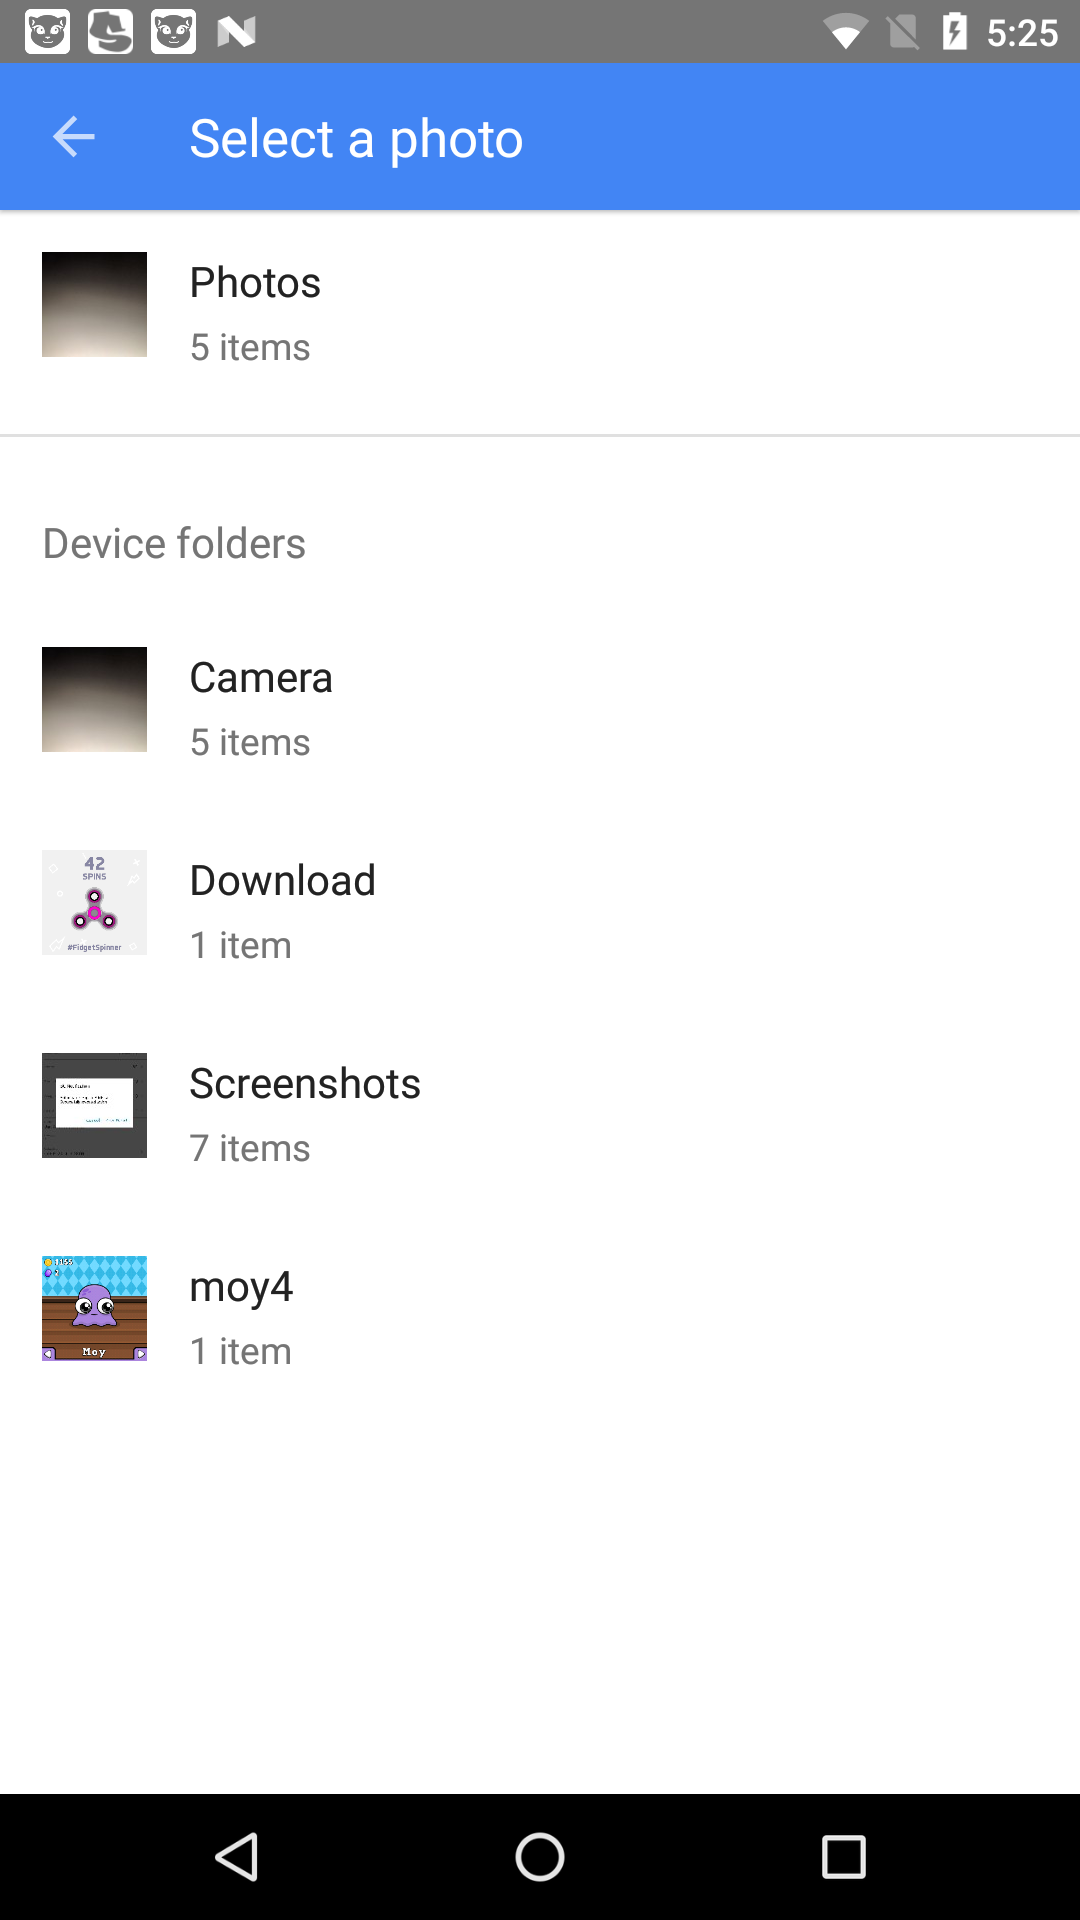 5:25
Select a photo
Photos
5 items
Device folders
Camera
5 items
42
SPINS
#FidgetSpinner
Download
1 item
Screenshots
7 items
Moy
moy4
1 item